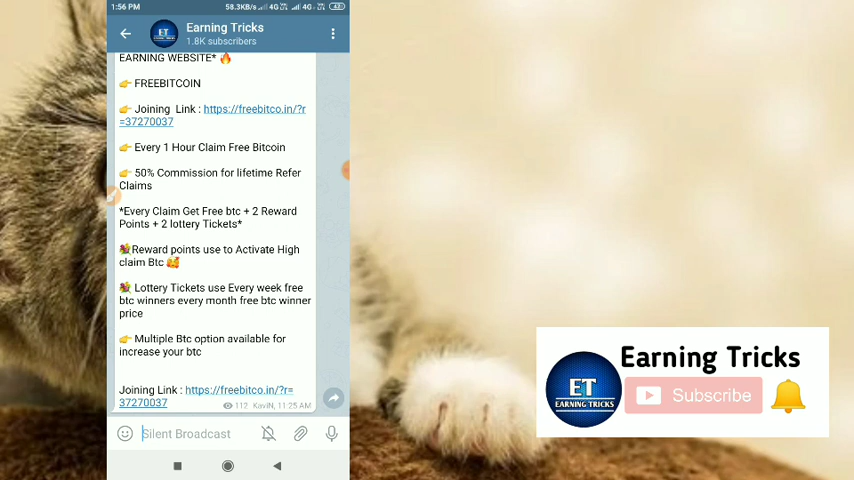 1:56 PM
58.3KB/s 4G 4G 43
Earning Tricks
1.8K subscribers
EARNING WEBSITE* 🔥
👉 FREEBITCOIN
👉 Joining Link : https://freebitco.in/?r
=37270037
👉 Every 1 Hour Claim Free Bitcoin
👉 50% Commission for lifetime Refer
Claims
*Every Claim Get Free btc + 2 Reward
Points + 2 lottery Tickets*
💐Reward points use to Activate High
claim Btc 🥰
💐 Lottery Tickets use Every week free
btc winners every month free btc winner
price
👉 Multiple Btc option available for
increase your btc
Joining Link : https://freebitco.in/?r=
37270037
112 KaviN, 11:25 AM
Silent Broadcast
ET
EARNING TRICKS
Earning Tricks
Subscribe